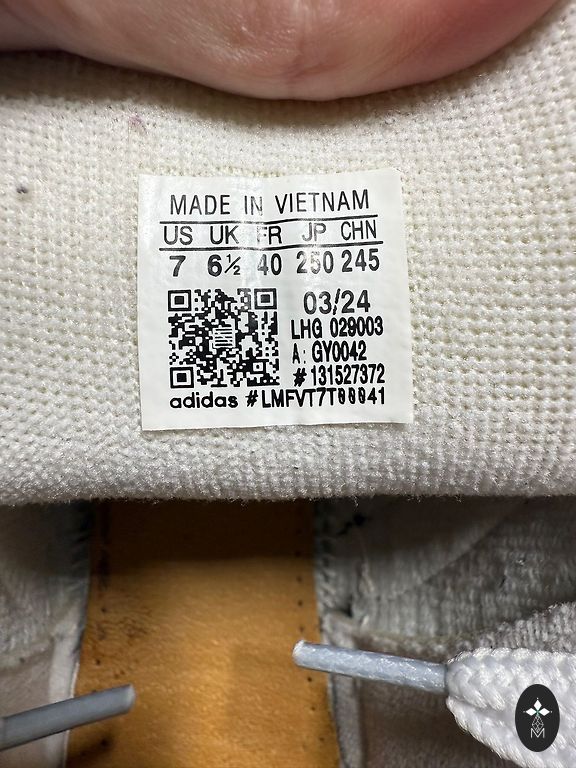 MADE IN VIETNAM
US UK FR JP CHN
7 6½ 40 250 245
03/24
LHG 029003
A: GY0042
# 131527372
adidas #LMFVT7T00041
M